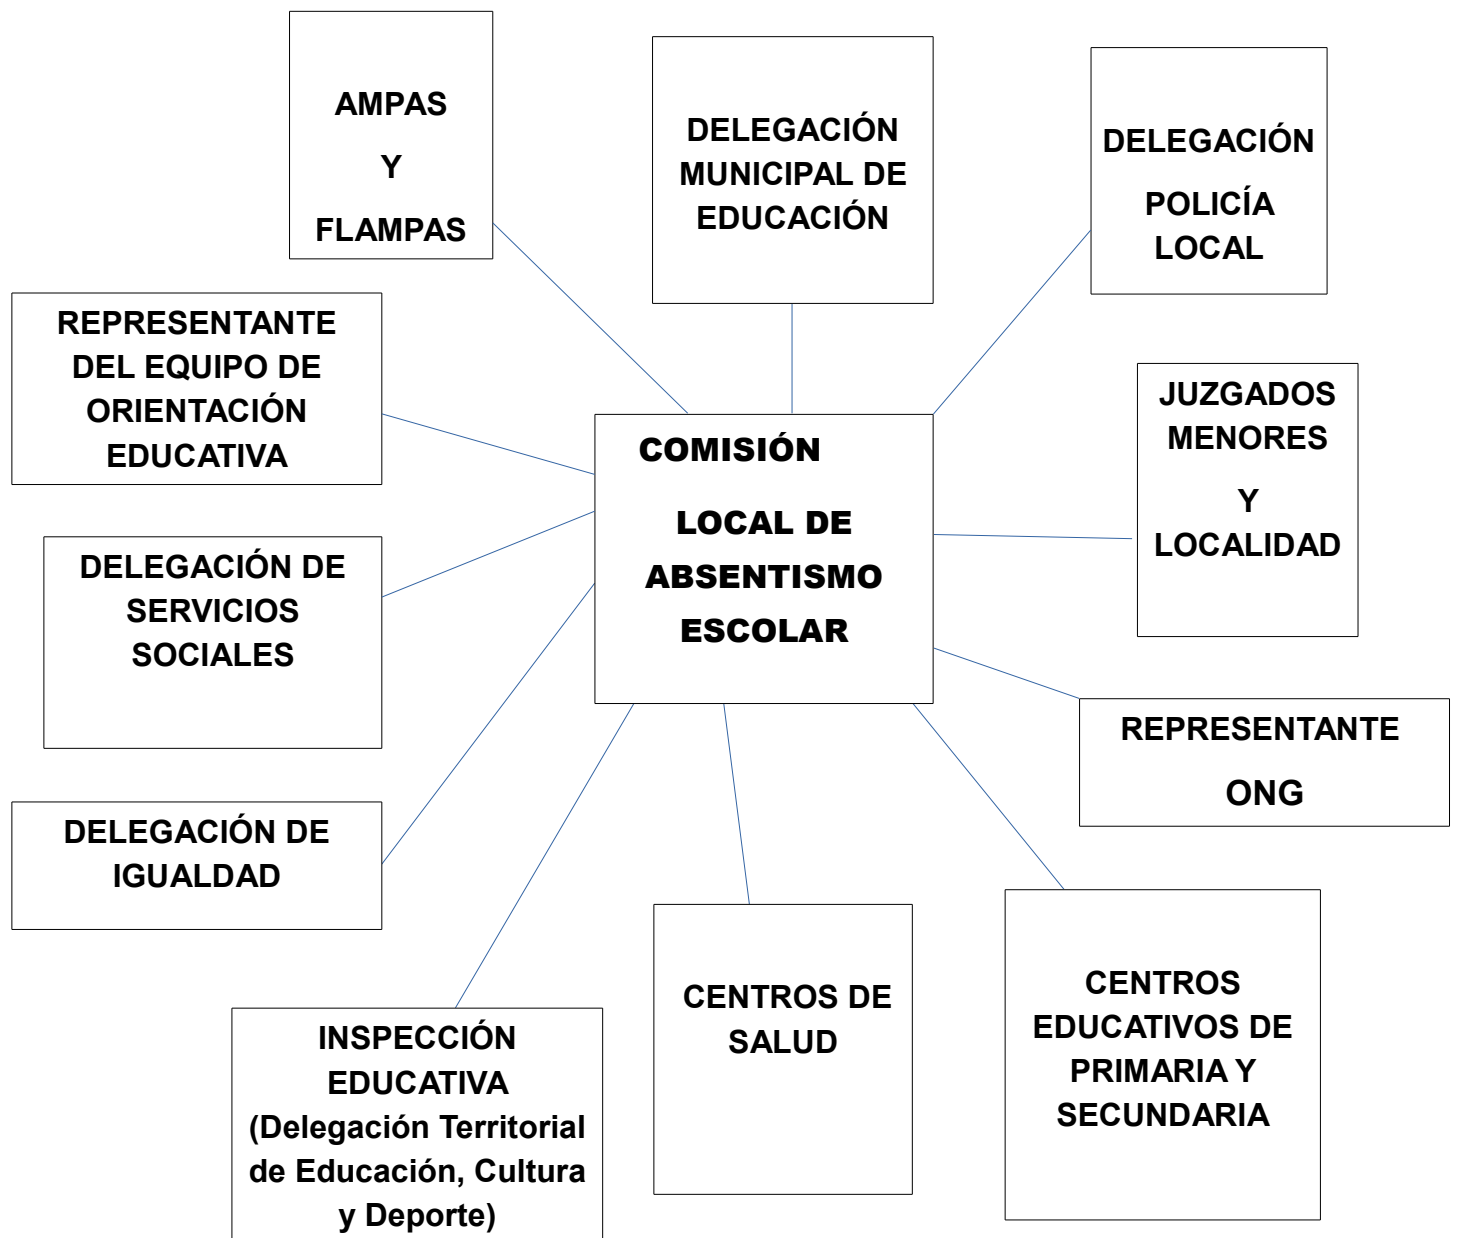 AMPAS
Y
FLAMPAS
DELEGACIÓN
MUNICIPAL DE
EDUCACIÓN
DELEGACIÓN
POLICÍA
LOCAL
REPRESENTANTE
DEL EQUIPO DE
ORIENTACIÓN
EDUCATIVA
JUZGADOS
MENORES
Y
LOCALIDAD
COMISIÓN
LOCAL DE
ABSENTISMO
ESCOLAR
DELEGACIÓN DE
SERVICIOS
SOCIALES
REPRESENTANTE
ONG
DELEGACIÓN DE
IGUALDAD
INSPECCIÓN
EDUCATIVA
(Delegación Territorial
de Educación, Cultura
y Deporte)
CENTROS DE
SALUD
CENTROS
EDUCATIVOS DE
PRIMARIA Y
SECUNDARIA